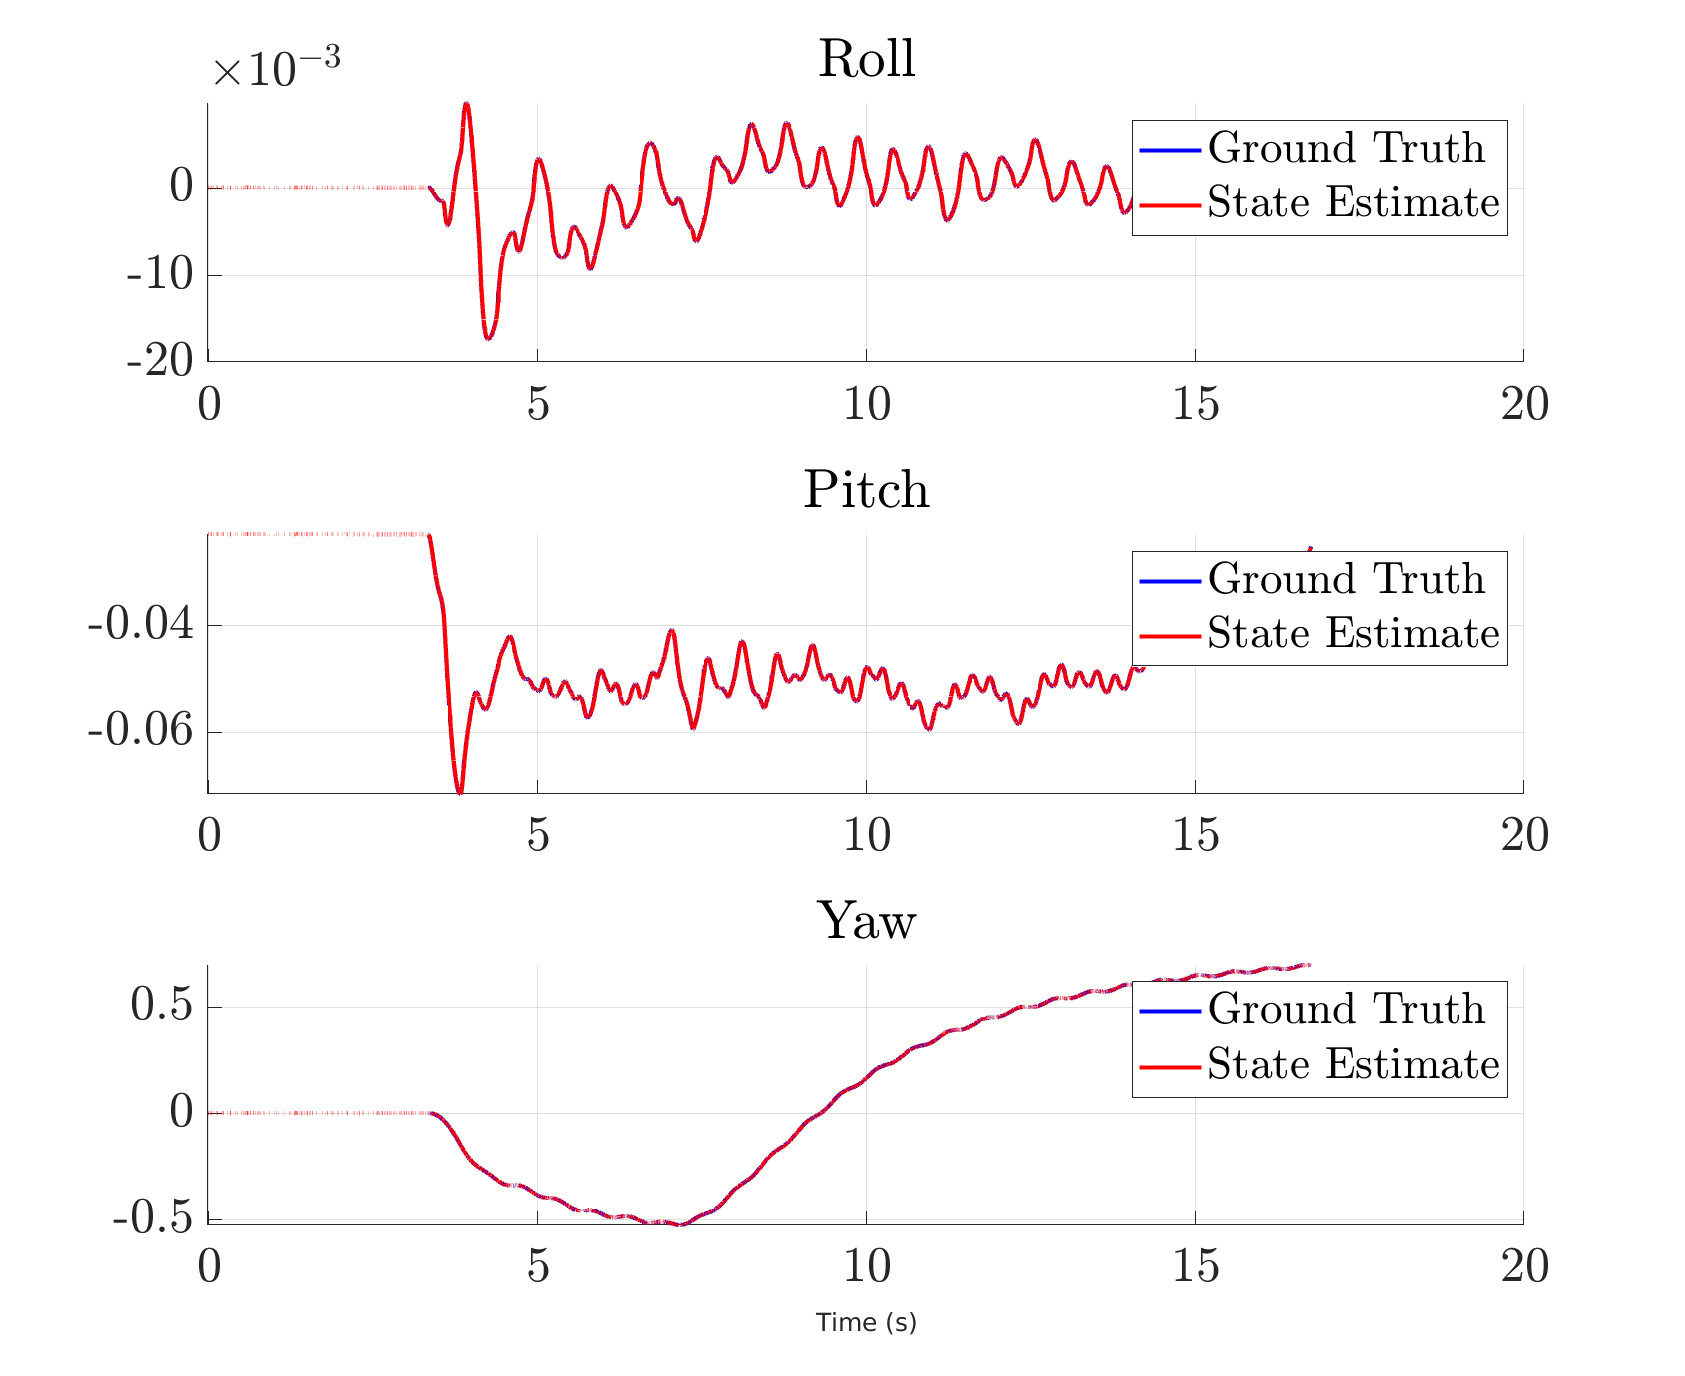 Roll
×10⁻³
Ground Truth
State Estimate
0
-10
-20
0 5 10 15 20
Pitch
Ground Truth
State Estimate
-0.04
-0.06
0 5 10 15 20
Yaw
Ground Truth
State Estimate
0.5
0
-0.5
0 5 10 15 20
Time (s)